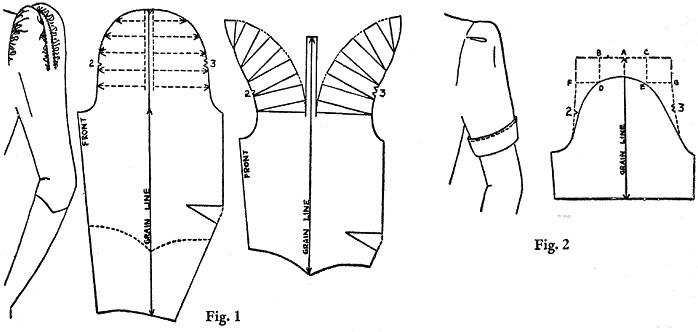 2
3
FRONT
GRAIN LINE
2
3
FRONT
GRAIN LINE
Fig. 1
B A C
F D E G
2
3
GRAIN LINE
Fig. 2